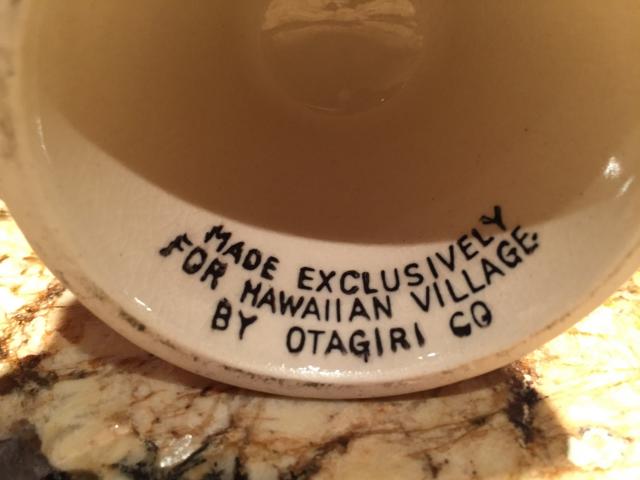 MADE EXCLUSIVELY
FOR HAWAIIAN VILLAGE
BY OTAGIRI CO